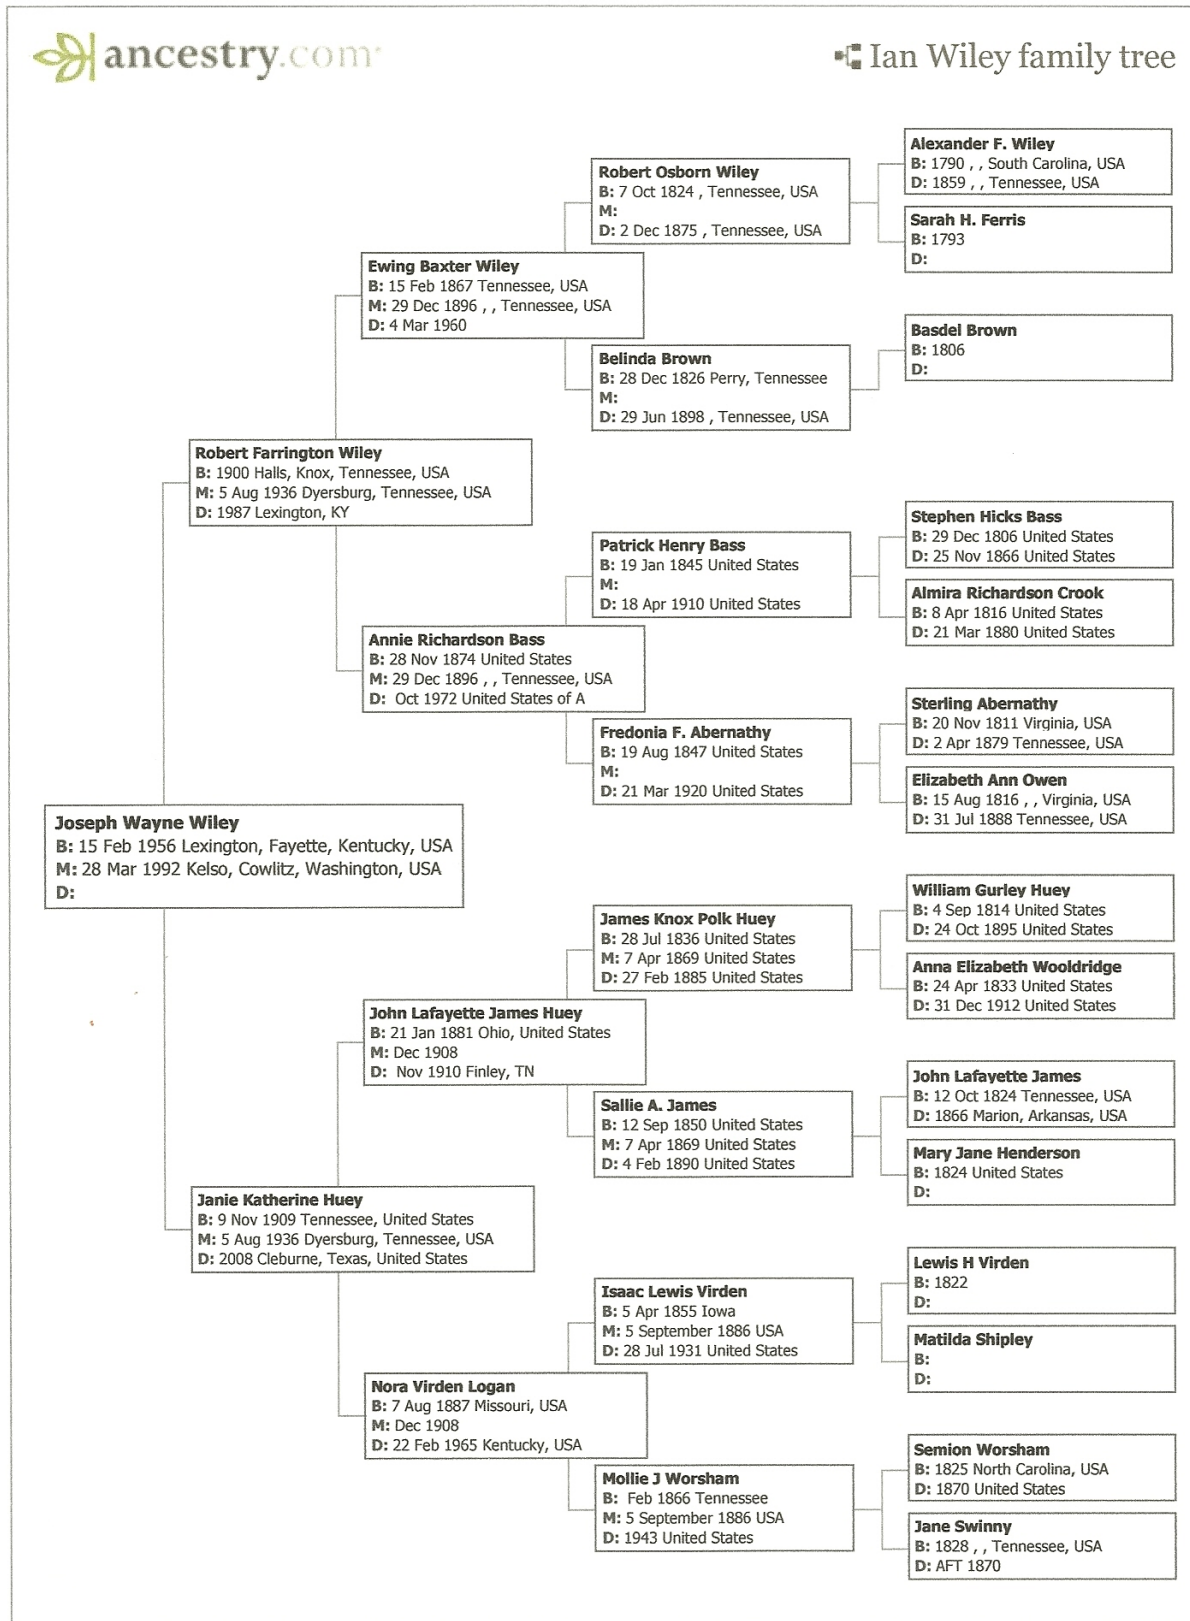 ancestry.com
Ian Wiley family tree
Alexander F. Wiley
B: 1790 , , South Carolina, USA
D: 1859 , , Tennessee, USA
Robert Osborn Wiley
B: 7 Oct 1824 , Tennessee, USA
M:
D: 2 Dec 1875 , Tennessee, USA
Sarah H. Ferris
B: 1793
D:
Ewing Baxter Wiley
B: 15 Feb 1867 Tennessee, USA
M: 29 Dec 1896 , , Tennessee, USA
D: 4 Mar 1960
Basdel Brown
B: 1806
D:
Belinda Brown
B: 28 Dec 1826 Perry, Tennessee
M:
D: 29 Jun 1898 , Tennessee, USA
Robert Farrington Wiley
B: 1900 Halls, Knox, Tennessee, USA
M: 5 Aug 1936 Dyersburg, Tennessee, USA
D: 1987 Lexington, KY
Stephen Hicks Bass
B: 29 Dec 1806 United States
D: 25 Nov 1866 United States
Patrick Henry Bass
B: 19 Jan 1845 United States
M:
D: 18 Apr 1910 United States
Almira Richardson Crook
B: 8 Apr 1816 United States
D: 21 Mar 1880 United States
Annie Richardson Bass
B: 28 Nov 1874 United States
M: 29 Dec 1896 , , Tennessee, USA
D: Oct 1972 United States of A
Sterling Abernathy
B: 20 Nov 1811 Virginia, USA
D: 2 Apr 1879 Tennessee, USA
Fredonia F. Abernathy
B: 19 Aug 1847 United States
M:
D: 21 Mar 1920 United States
Elizabeth Ann Owen
B: 15 Aug 1816 , , Virginia, USA
D: 31 Jul 1888 Tennessee, USA
Joseph Wayne Wiley
B: 15 Feb 1956 Lexington, Fayette, Kentucky, USA
M: 28 Mar 1992 Kelso, Cowlitz, Washington, USA
D:
William Gurley Huey
B: 4 Sep 1814 United States
D: 24 Oct 1895 United States
James Knox Polk Huey
B: 28 Jul 1836 United States
M: 7 Apr 1869 United States
D: 27 Feb 1885 United States
Anna Elizabeth Wooldridge
B: 24 Apr 1833 United States
D: 31 Dec 1912 United States
John Lafayette James Huey
B: 21 Jan 1881 Ohio, United States
M: Dec 1908
D: Nov 1910 Finley, TN
John Lafayette James
B: 12 Oct 1824 Tennessee, USA
D: 1866 Marion, Arkansas, USA
Sallie A. James
B: 12 Sep 1850 United States
M: 7 Apr 1869 United States
D: 4 Feb 1890 United States
Mary Jane Henderson
B: 1824 United States
D:
Janie Katherine Huey
B: 9 Nov 1909 Tennessee, United States
M: 5 Aug 1936 Dyersburg, Tennessee, USA
D: 2008 Cleburne, Texas, United States
Lewis H Virden
B: 1822
D:
Isaac Lewis Virden
B: 5 Apr 1855 Iowa
M: 5 September 1886 USA
D: 28 Jul 1931 United States
Matilda Shipley
B:
D:
Nora Virden Logan
B: 7 Aug 1887 Missouri, USA
M: Dec 1908
D: 22 Feb 1965 Kentucky, USA
Semion Worsham
B: 1825 North Carolina, USA
D: 1870 United States
Mollie J Worsham
B: Feb 1866 Tennessee
M: 5 September 1886 USA
D: 1943 United States
Jane Swinny
B: 1828 , , Tennessee, USA
D: AFT 1870